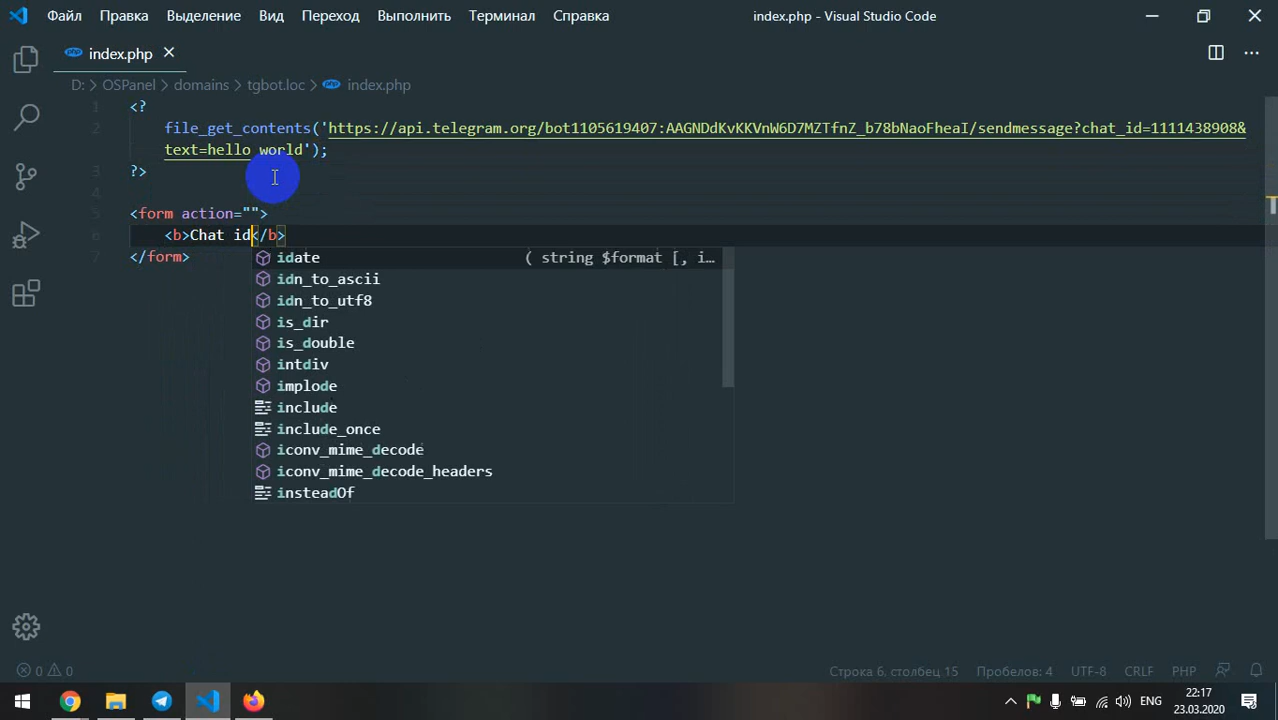 Файл Правка Выделение Вид Переход Выполнить Терминал Справка index.php - Visual Studio Code
index.php
D: > OSPanel > domains > tgbot.loc > index.php
1 <?
2 file_get_contents('https://api.telegram.org/bot1105619407:AAGNDdKvKKVnW6D7MZTfnZ_b78bNaoFheaI/sendmessage?chat_id=1111438908&
text=hello world');
3 ?>
4
5 <form action="">
6 <b>Chat id</b>
7 </form>
idate ( string $format [, i…
idn_to_ascii
idn_to_utf8
is_dir
is_double
intdiv
implode
include
include_once
iconv_mime_decode
iconv_mime_decode_headers
insteadOf
0 0 Строка 6, столбец 15 Пробелов: 4 UTF-8 CRLF PHP
ENG 22:17
23.03.2020